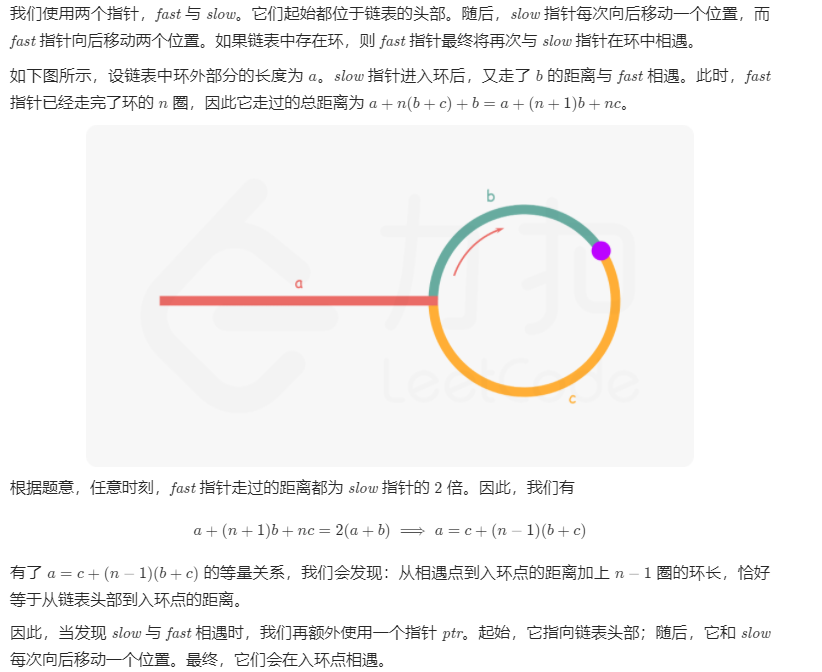 我们使用两个指针，fast 与 slow。它们起始都位于链表的头部。随后，slow 指针每次向后移动一个位置，而
fast 指针向后移动两个位置。如果链表中存在环，则 fast 指针最终将再次与 slow 指针在环中相遇。
如下图所示，设链表中环外部分的长度为 a。slow 指针进入环后，又走了 b 的距离与 fast 相遇。此时，fast
指针已经走完了环的 n 圈，因此它走过的总距离为 a + n(b + c) + b = a + (n + 1)b + nc。
b
a
力扣
LeetCode
c
根据题意，任意时刻，fast 指针走过的距离都为 slow 指针的 2 倍。因此，我们有
a + (n + 1)b + nc = 2(a + b) ⟹ a = c + (n − 1)(b + c)
有了 a = c + (n − 1)(b + c) 的等量关系，我们会发现：从相遇点到入环点的距离加上 n − 1 圈的环长，恰好
等于从链表头部到入环点的距离。
因此，当发现 slow 与 fast 相遇时，我们再额外使用一个指针 ptr。起始，它指向链表头部；随后，它和 slow
每次向后移动一个位置。最终，它们会在入环点相遇。